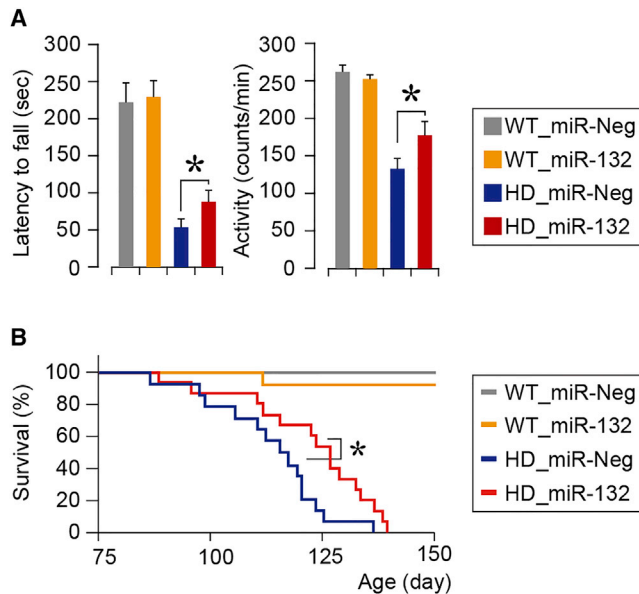 A
Latency to fall (sec)
300
250
200
150
100
50
0
*
Activity (counts/min)
300
250
200
150
100
50
0
*
WT_miR-Neg
WT_miR-132
HD_miR-Neg
HD_miR-132
B
Survival (%)
100
80
60
40
20
0
*
75 100 125 150
Age (day)
WT_miR-Neg
WT_miR-132
HD_miR-Neg
HD_miR-132